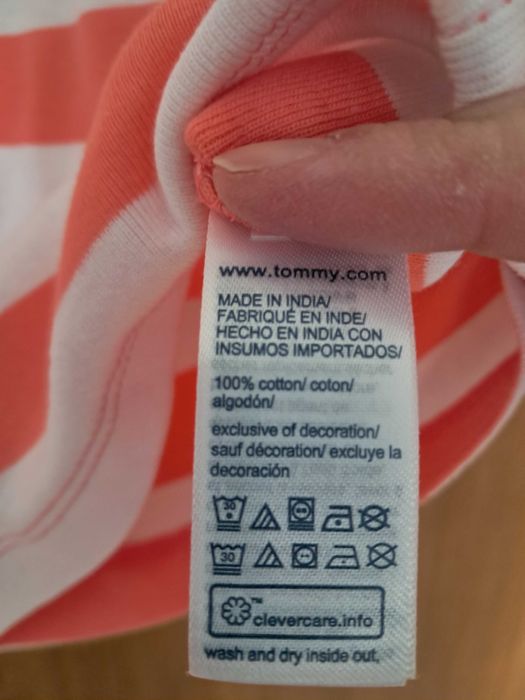 www.tommy.com
MADE IN INDIA/
FABRIQUÉ EN INDE/
HECHO EN INDIA CON
INSUMOS IMPORTADOS/
100% cotton/ coton/
algodón/
exclusive of decoration/
sauf décoration/ excluye la
decoración
30
30
™
clevercare.info
wash and dry inside out.